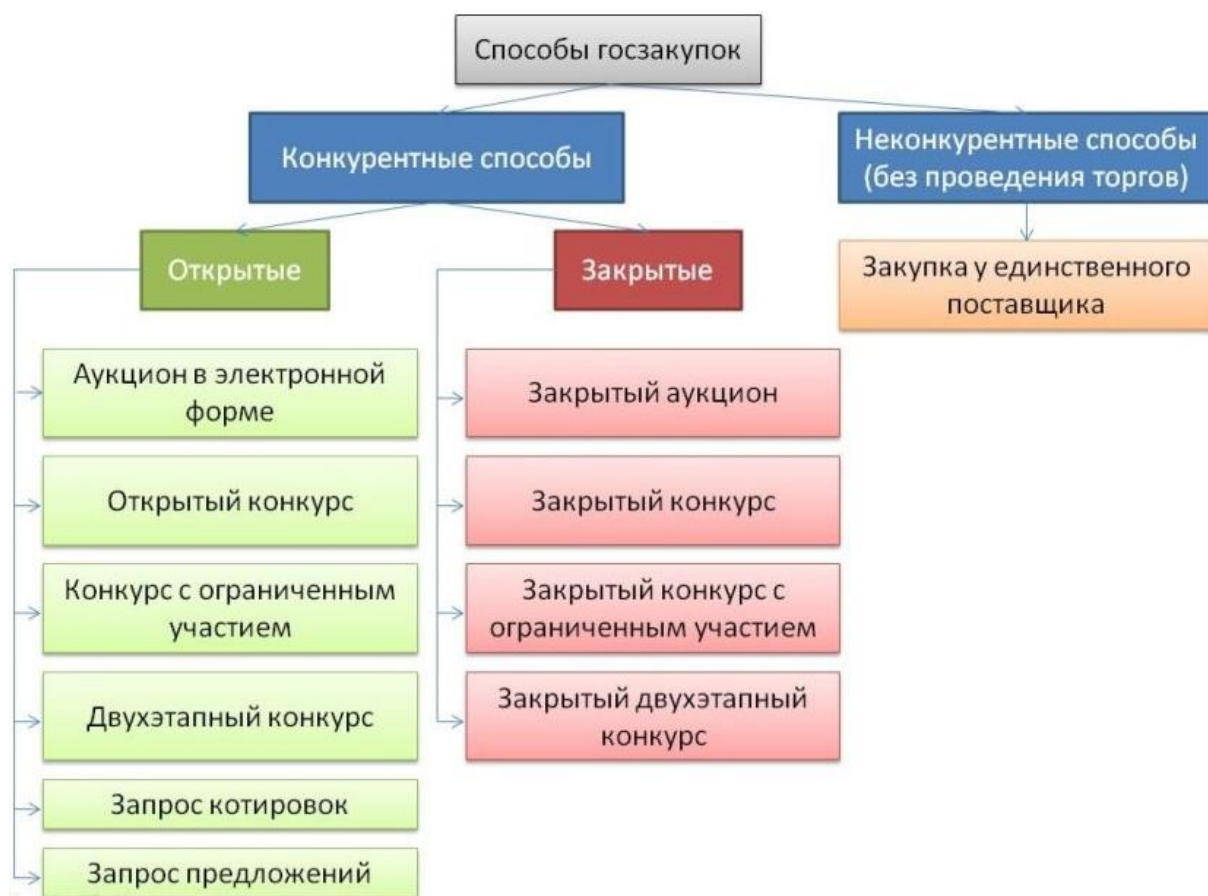 Способы госзакупок
Конкурентные способы
Неконкурентные способы
(без проведения торгов)
Открытые
Закрытые
Закупка у единственного
поставщика
Аукцион в электронной
форме
Открытый конкурс
Конкурс с ограниченным
участием
Двухэтапный конкурс
Запрос котировок
Запрос предложений
Закрытый аукцион
Закрытый конкурс
Закрытый конкурс с
ограниченным участием
Закрытый двухэтапный
конкурс